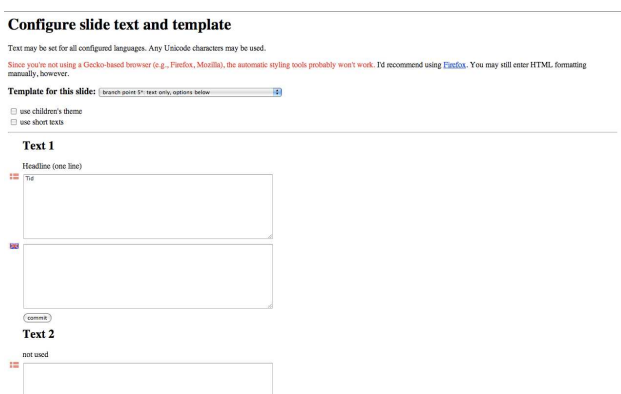 Configure slide text and template
Text may be set for all configured languages. Any Unicode characters may be used.
Since you're not using a Gecko-based browser (e.g., Firefox, Mozilla), the automatic styling tools probably won't work. I'd recommend using Firefox. You may still enter HTML formatting
manually, however.
Template for this slide: branch point 5*: text only, options below
use children's theme
use short texts
Text 1
Headline (one line)
Tid
commit
Text 2
not used